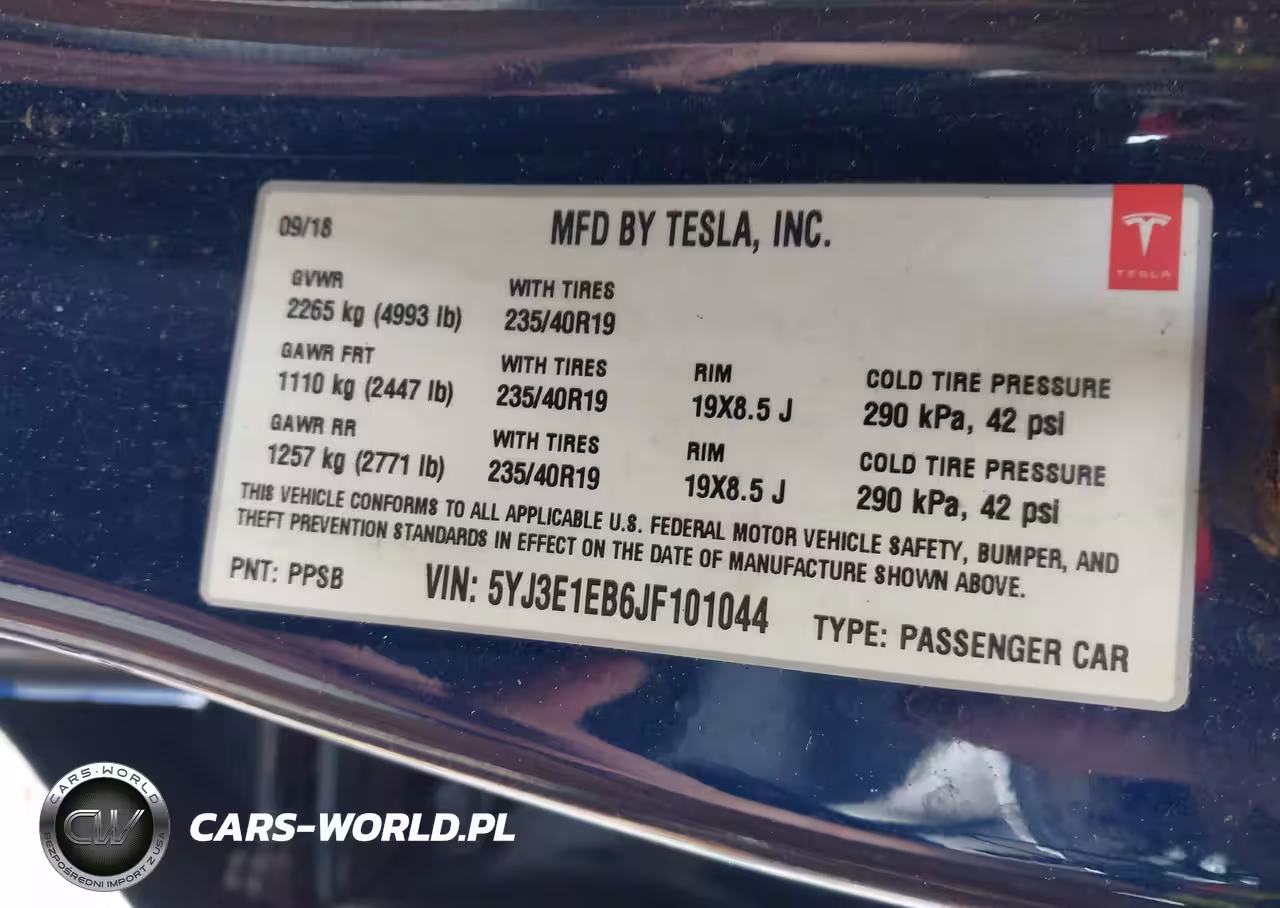 09/18
MFD BY TESLA, INC.
TESLA
GVWR
2265 kg (4993 lb)
WITH TIRES
235/40R19
GAWR FRT
1110 kg (2447 lb)
WITH TIRES
235/40R19
RIM
19X8.5 J
COLD TIRE PRESSURE
290 kPa, 42 psi
GAWR RR
1257 kg (2771 lb)
WITH TIRES
235/40R19
RIM
19X8.5 J
COLD TIRE PRESSURE
290 kPa, 42 psi
THIS VEHICLE CONFORMS TO ALL APPLICABLE U.S. FEDERAL MOTOR VEHICLE SAFETY, BUMPER, AND
THEFT PREVENTION STANDARDS IN EFFECT ON THE DATE OF MANUFACTURE SHOWN ABOVE.
PNT: PPSB
VIN: 5YJ3E1EB6JF101044
TYPE: PASSENGER CAR
CARS-WORLD
CW
BEZPOŚREDNI IMPORT Z USA
CARS-WORLD.PL